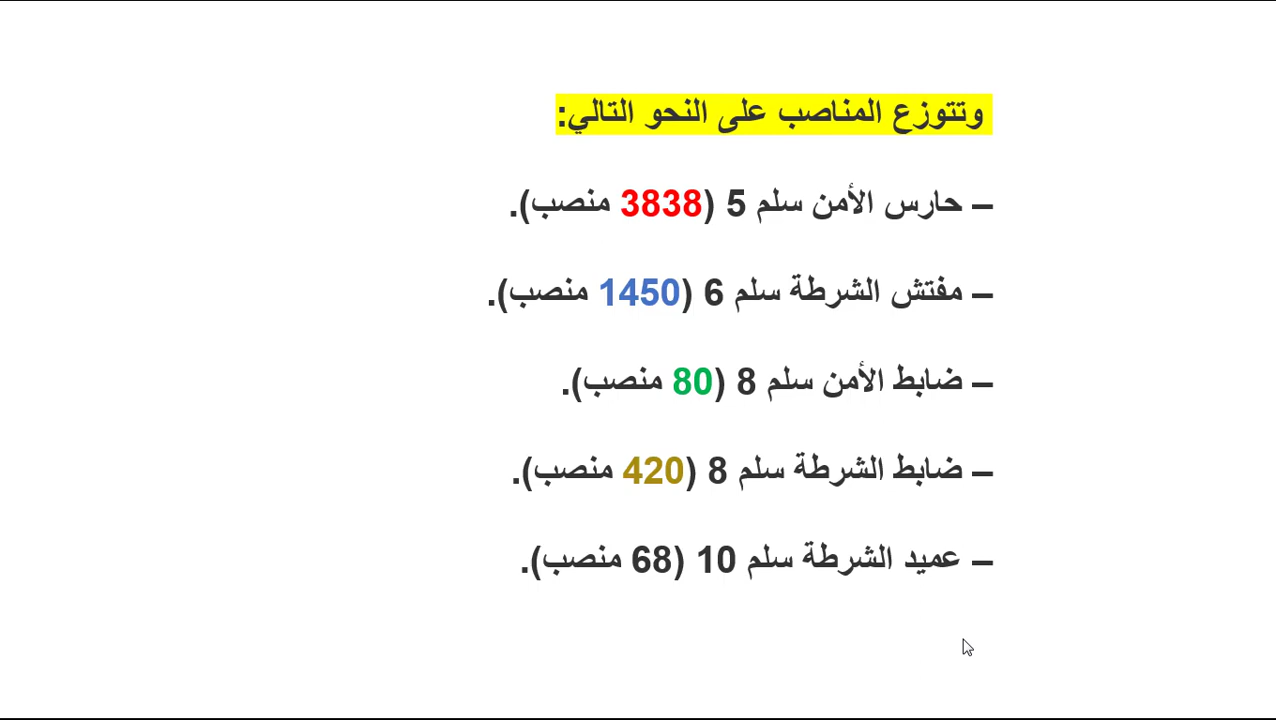 وتتوزع المناصب على النحو التالي:
– حارس الأمن سلم 5 (3838 منصب).
– مفتش الشرطة سلم 6 (1450 منصب).
– ضابط الأمن سلم 8 (80 منصب).
– ضابط الشرطة سلم 8 (420 منصب).
– عميد الشرطة سلم 10 (68 منصب).